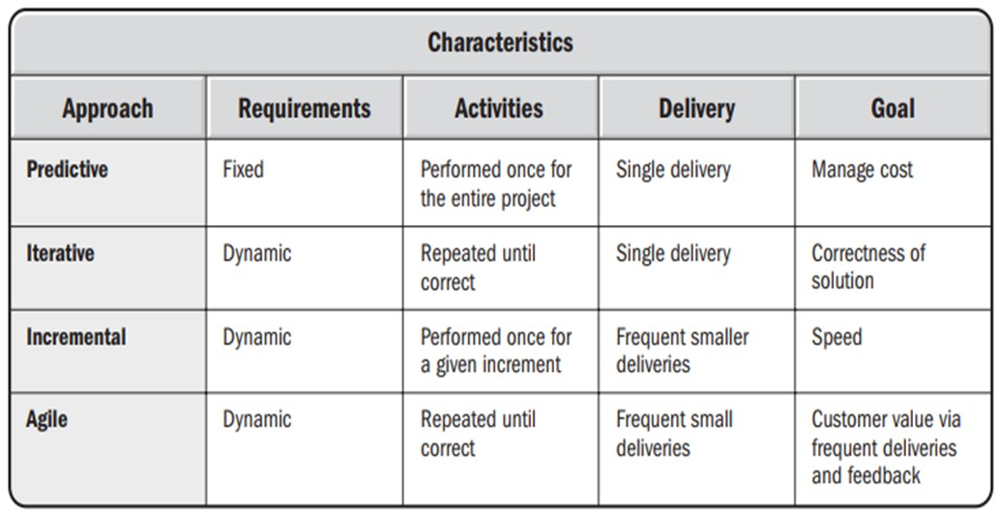 Characteristics
Approach Requirements Activities Delivery Goal
Predictive Fixed Performed once for Single delivery Manage cost
the entire project
Iterative Dynamic Repeated until Single delivery Correctness of
correct solution
Incremental Dynamic Performed once for Frequent smaller Speed
a given increment deliveries
Agile Dynamic Repeated until Frequent small Customer value via
correct deliveries frequent deliveries
and feedback